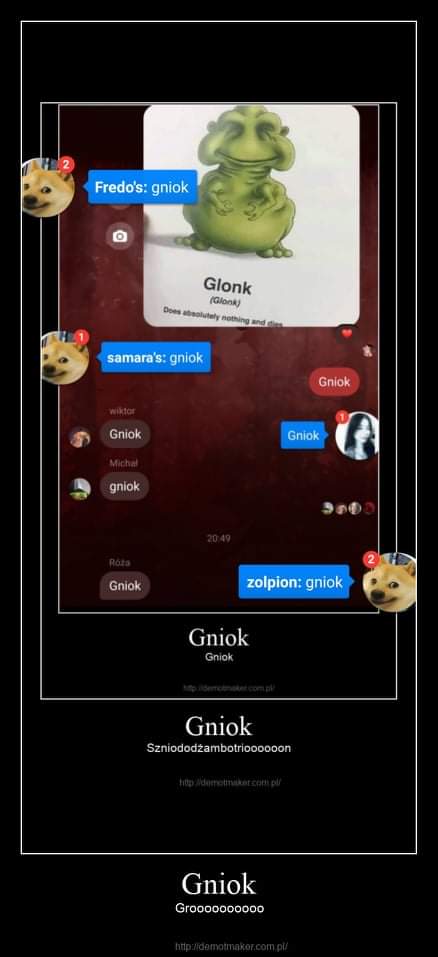 2
Fredo's: gniok
Glonk
(Glonk)
Does absolutely nothing and dies
1
samara's: gniok
Gniok
wiktor
Gniok
1
Gniok
Michał
gniok
20:49
Róża
Gniok
2
zolpion: gniok
Gniok
Gniok
http://demotmaker.com.pl/
Gniok
Szniododżambotrioooooon
http://demotmaker.com.pl/
Gniok
Groooooooooo
http://demotmaker.com.pl/